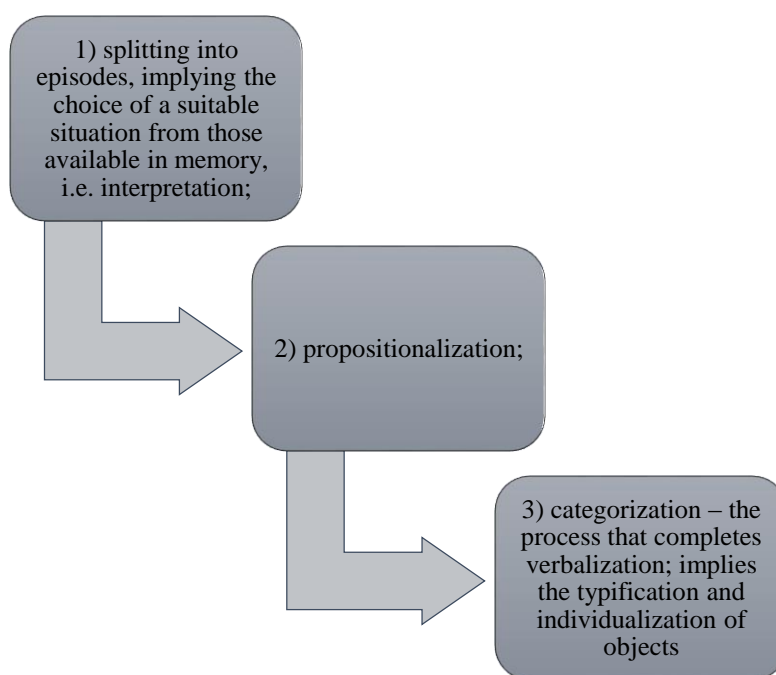 1) splitting into
episodes, implying the
choice of a suitable
situation from those
available in memory,
i.e. interpretation;
2) propositionalization;
3) categorization – the
process that completes
verbalization; implies
the typification and
individualization of
objects